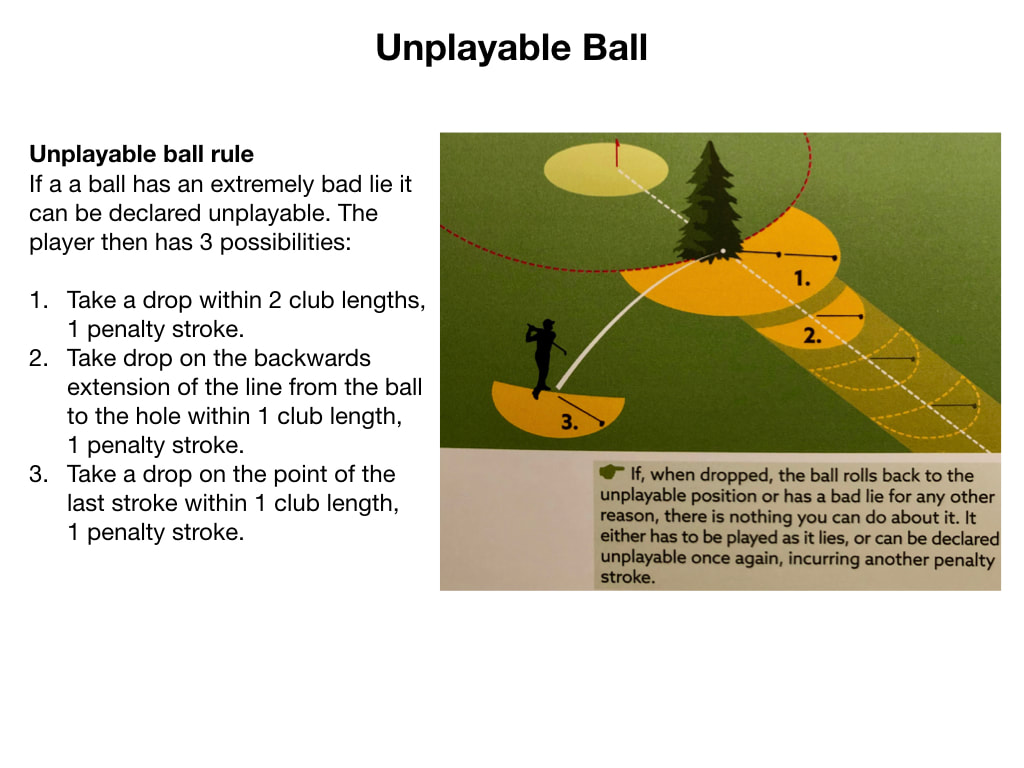 Unplayable Ball
Unplayable ball rule
If a a ball has an extremely bad lie it
can be declared unplayable. The
player then has 3 possibilities:
1. Take a drop within 2 club lengths,
1 penalty stroke.
2. Take drop on the backwards
extension of the line from the ball
to the hole within 1 club length,
1 penalty stroke.
3. Take a drop on the point of the
last stroke within 1 club length,
1 penalty stroke.
1.
2.
3.
If, when dropped, the ball rolls back to the
unplayable position or has a bad lie for any other
reason, there is nothing you can do about it. It
either has to be played as it lies, or can be declared
unplayable once again, incurring another penalty
stroke.